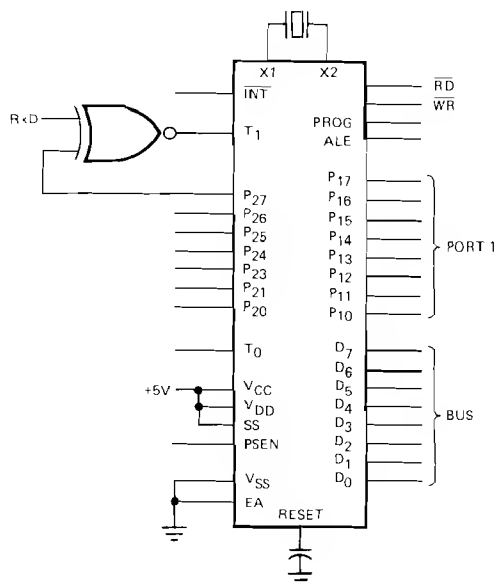 X1 X2
INT
RD
WR
RxD
T1
PROG
ALE
P27
P26
P25
P24
P23
P21
P20
P17
P16
P15
P14
P13
P12
P11
P10
PORT 1
T0
+5V
VCC
VDD
SS
PSEN
VSS
EA
D7
D6
D5
D4
D3
D2
D1
D0
BUS
RESET